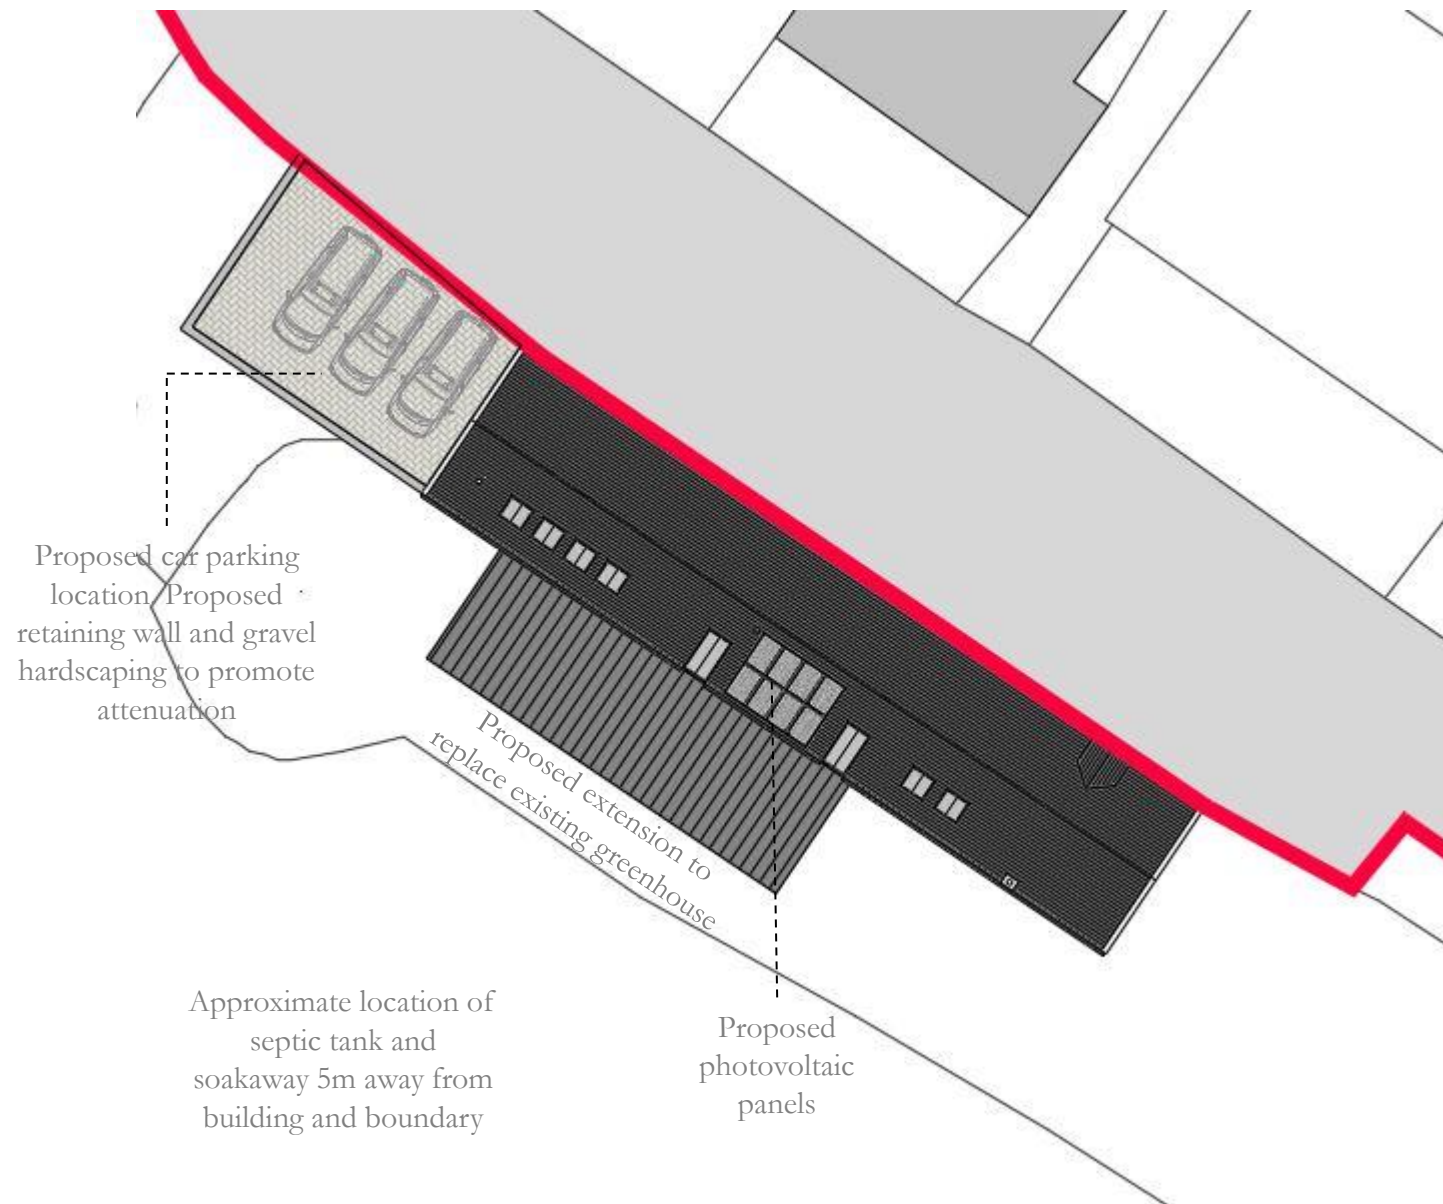 Proposed car parking
location. Proposed
retaining wall and gravel
hardscaping to promote
attenuation
Proposed extension to
replace existing greenhouse
Approximate location of
septic tank and
soakaway 5m away from
building and boundary
Proposed
photovoltaic
panels